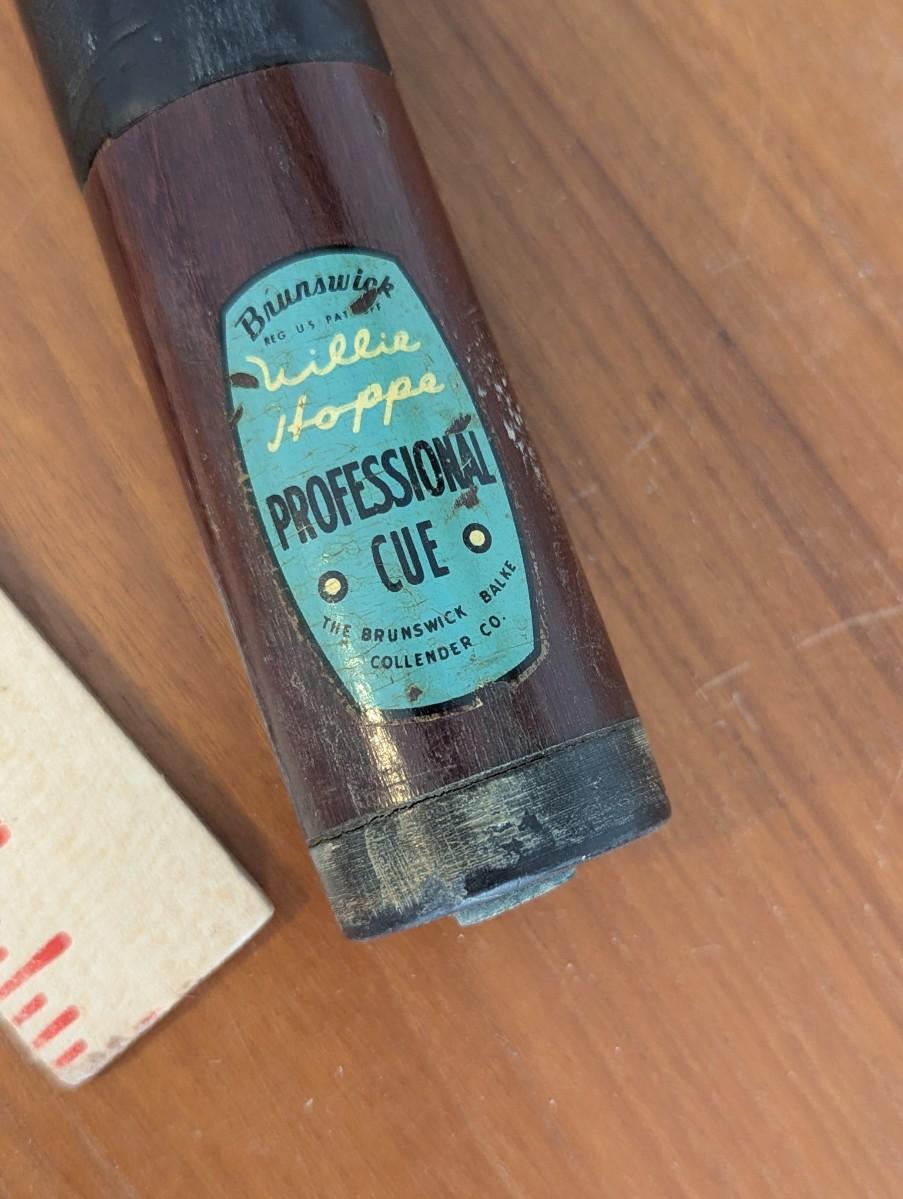 Brunswick
REG U S PAT OFF
Willie
Hoppe
PROFESSIONAL
CUE
THE BRUNSWICK BALKE
COLLENDER CO.